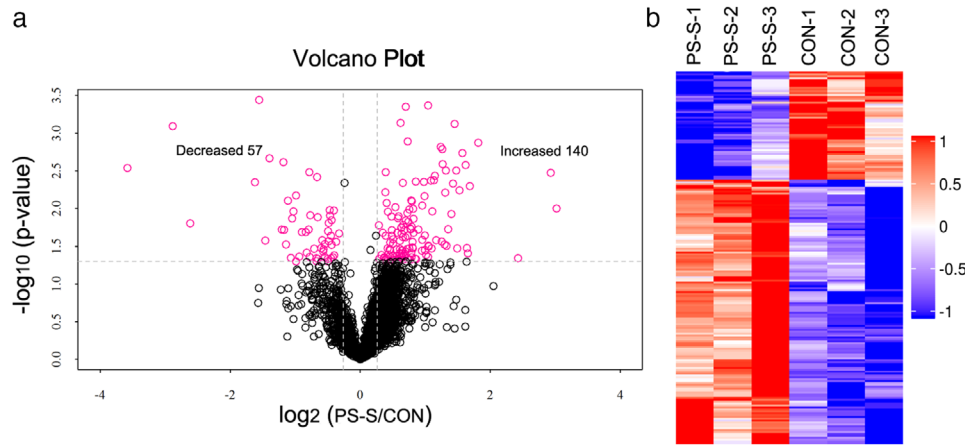 a
Volcano Plot
-log10 (p-value)
3.5
3.0
2.5
2.0
1.5
1.0
0.5
0.0
Decreased 57
Increased 140
-4
-2
0
2
4
log2 (PS-S/CON)
b
PS-S-1
PS-S-2
PS-S-3
CON-1
CON-2
CON-3
1
0.5
0
-0.5
-1